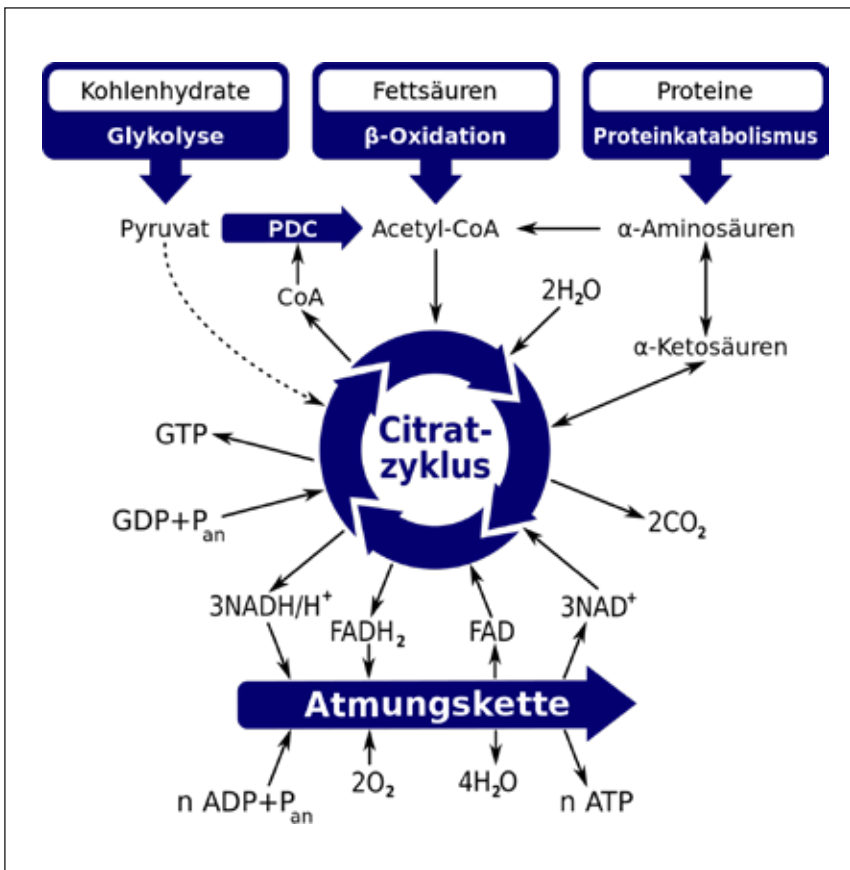 Kohlenhydrate
Glykolyse
Fettsäuren
β-Oxidation
Proteine
Proteinkatabolismus
Pyruvat
PDC
Acetyl-CoA
α-Aminosäuren
CoA
2H₂O
α-Ketosäuren
GTP
Citrat-
zyklus
GDP+Pₐₙ
2CO₂
3NADH/H⁺
FADH₂
FAD
3NAD⁺
Atmungskette
n ADP+Pₐₙ
2O₂
4H₂O
n ATP